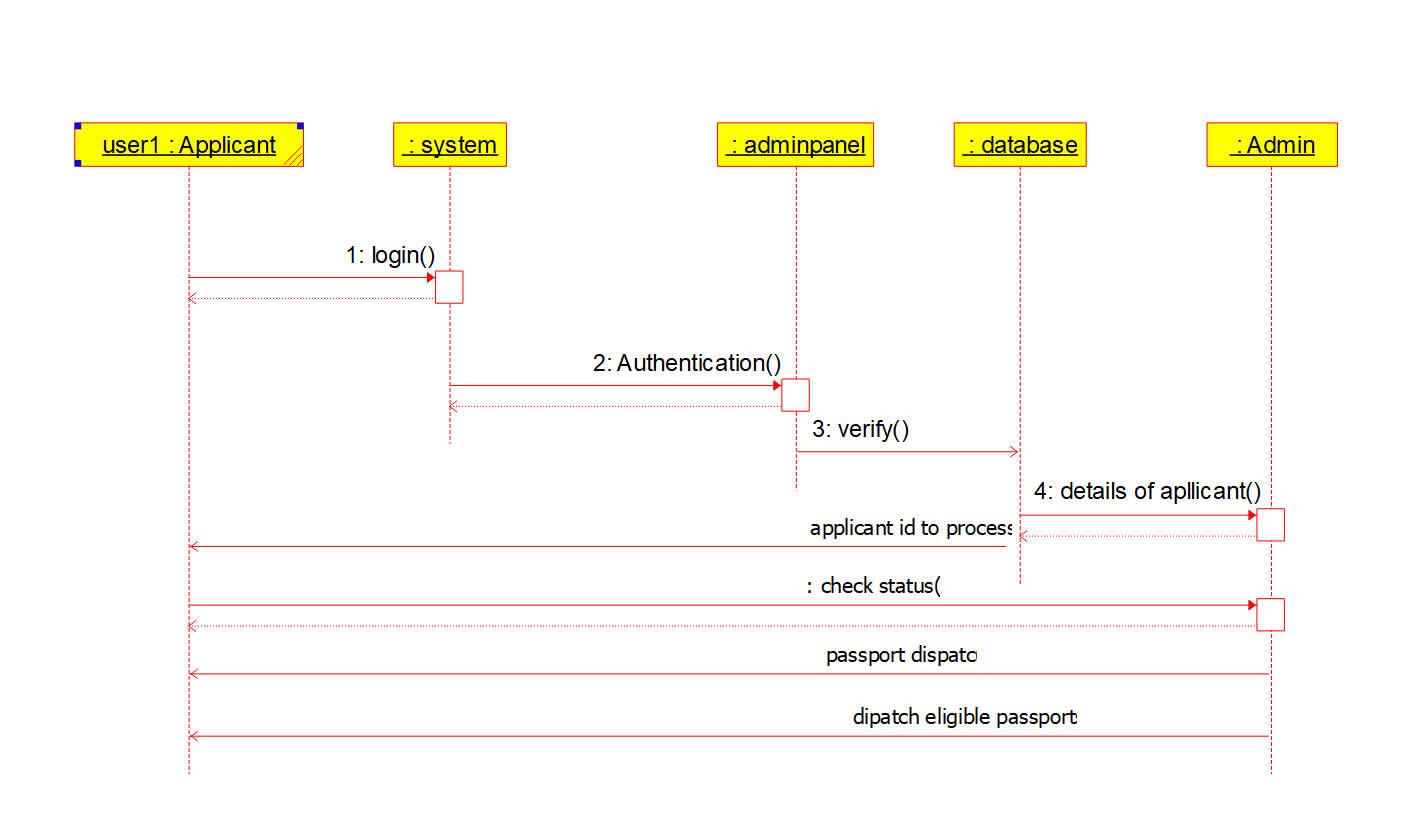 user1 : Applicant
: system
: adminpanel
: database
: Admin
1: login()
2: Authentication()
3: verify()
4: details of apllicant()
applicant id to process
: check status(
passport dispatc
dipatch eligible passport